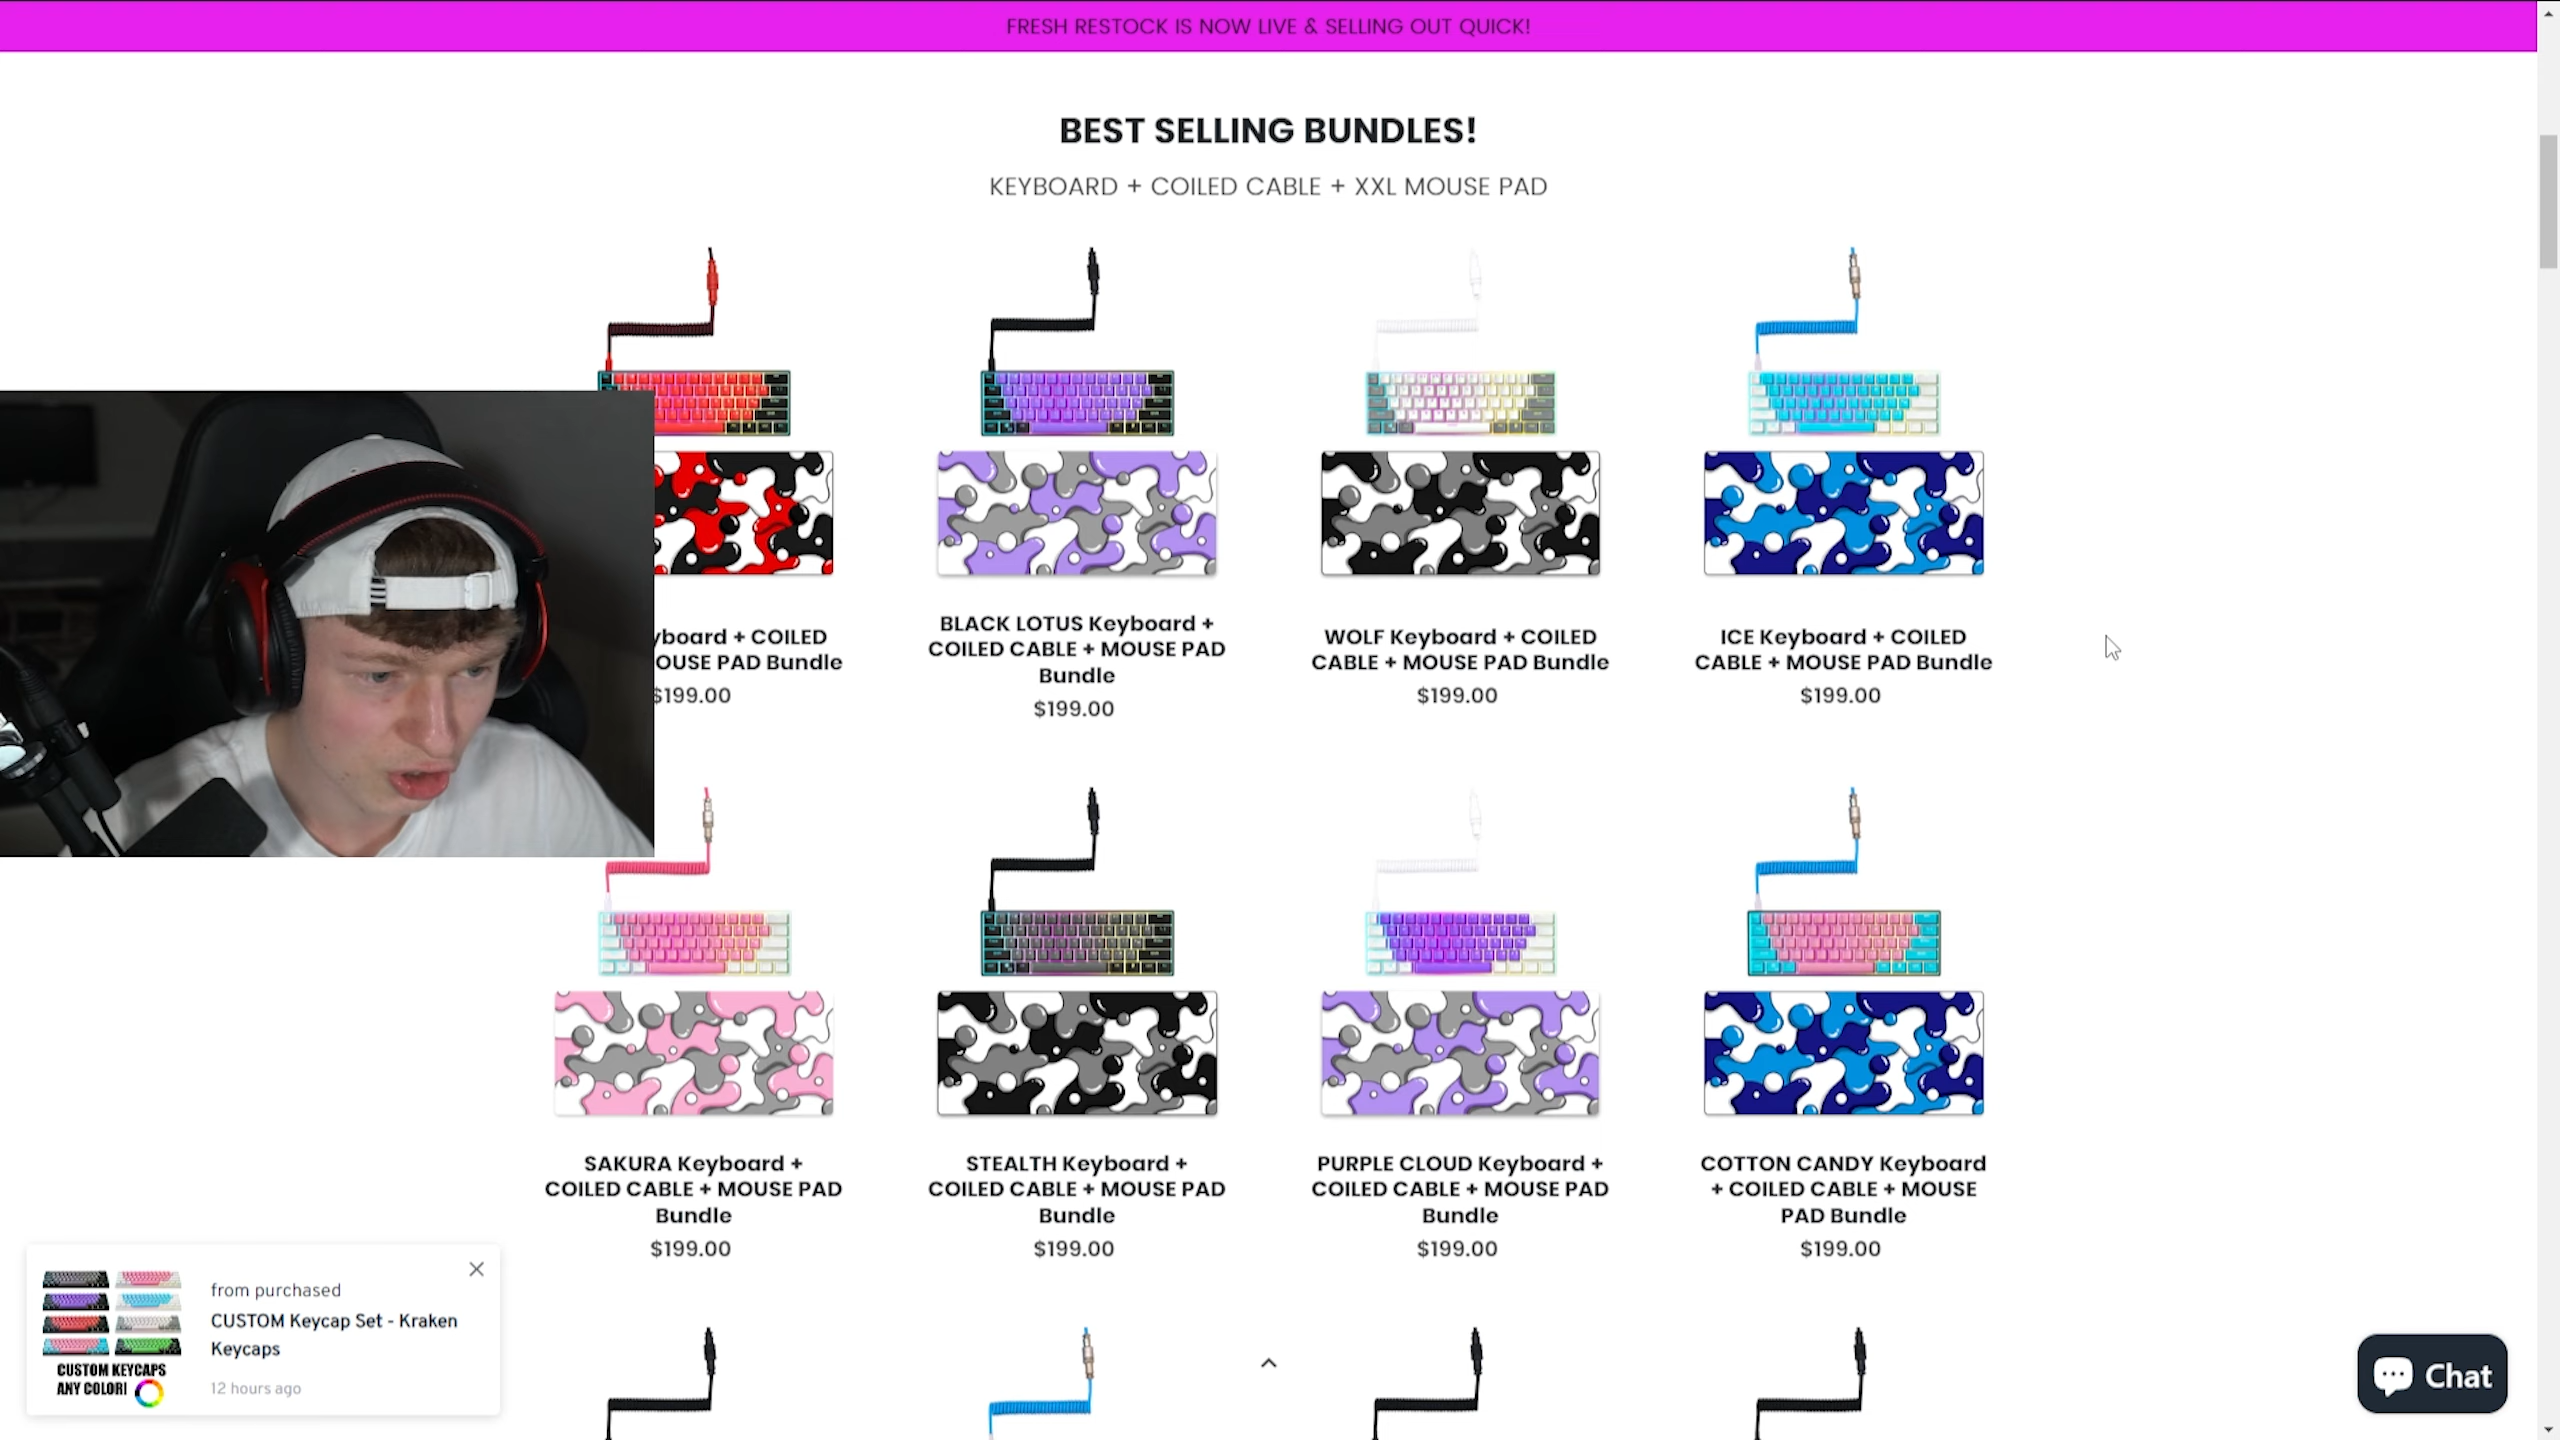 FRESH RESTOCK IS NOW LIVE & SELLING OUT QUICK!
BEST SELLING BUNDLES!
KEYBOARD + COILED CABLE + XXL MOUSE PAD
yboard + COILED
OUSE PAD Bundle
$199.00
BLACK LOTUS Keyboard +
COILED CABLE + MOUSE PAD
Bundle
$199.00
WOLF Keyboard + COILED
CABLE + MOUSE PAD Bundle
$199.00
ICE Keyboard + COILED
CABLE + MOUSE PAD Bundle
$199.00
SAKURA Keyboard +
COILED CABLE + MOUSE PAD
Bundle
$199.00
STEALTH Keyboard +
COILED CABLE + MOUSE PAD
Bundle
$199.00
PURPLE CLOUD Keyboard +
COILED CABLE + MOUSE PAD
Bundle
$199.00
COTTON CANDY Keyboard
+ COILED CABLE + MOUSE
PAD Bundle
$199.00
CUSTOM KEYCAPS
ANY COLOR!
from purchased
CUSTOM Keycap Set - Kraken
Keycaps
12 hours ago
Chat